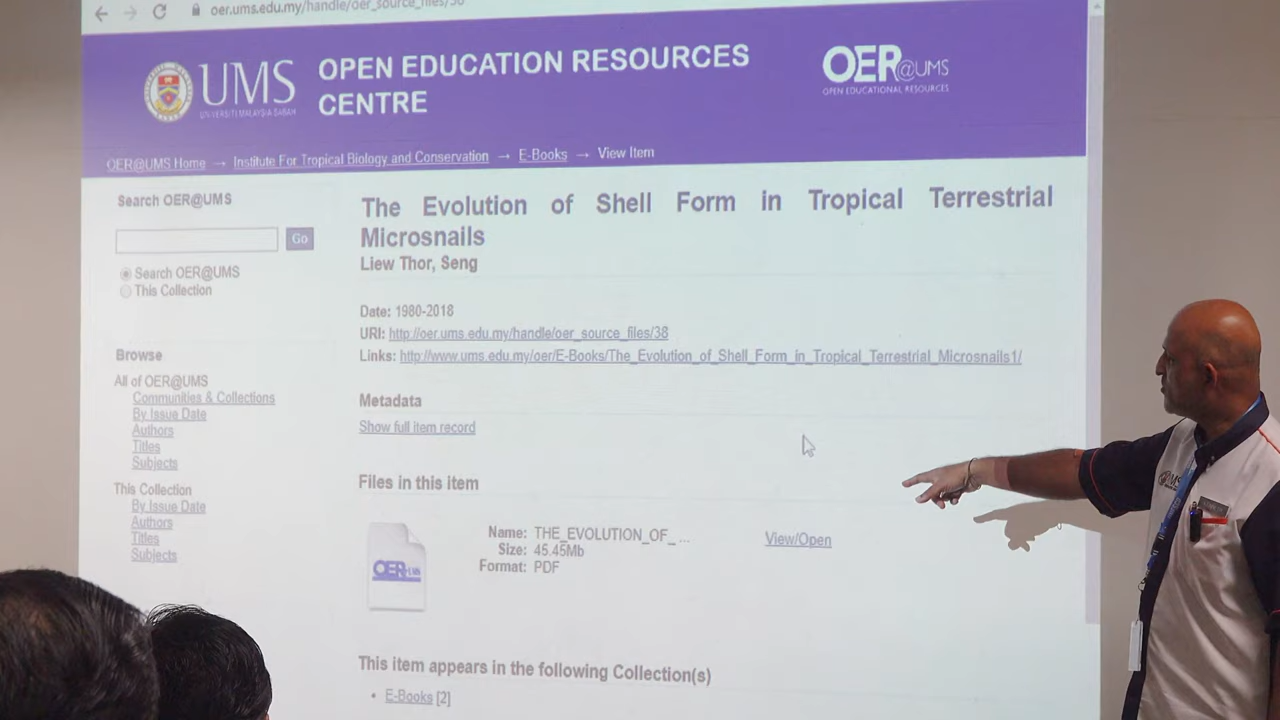 oer.ums.edu.my/handle/oer_source_files/38
UMS
UNIVERSITI MALAYSIA SABAH
OPEN EDUCATION RESOURCES
CENTRE
OER@UMS
OPEN EDUCATIONAL RESOURCES
OER@UMS Home → Institute For Tropical Biology and Conservation → E-Books → View Item
Search OER@UMS
Go
Search OER@UMS
This Collection
Browse
All of OER@UMS
Communities & Collections
By Issue Date
Authors
Titles
Subjects
This Collection
By Issue Date
Authors
Titles
Subjects
The Evolution of Shell Form in Tropical Terrestrial
Microsnails
Liew Thor, Seng
Date: 1980-2018
URI: http://oer.ums.edu.my/handle/oer_source_files/38
Links: http://www.ums.edu.my/oer/E-Books/The_Evolution_of_Shell_Form_in_Tropical_Terrestrial_Microsnails1/
Metadata
Show full item record
Files in this item
OER@UMS
Name: THE_EVOLUTION_OF_ ...
Size: 45.45Mb
Format: PDF
View/Open
This item appears in the following Collection(s)
• E-Books [2]
UMS